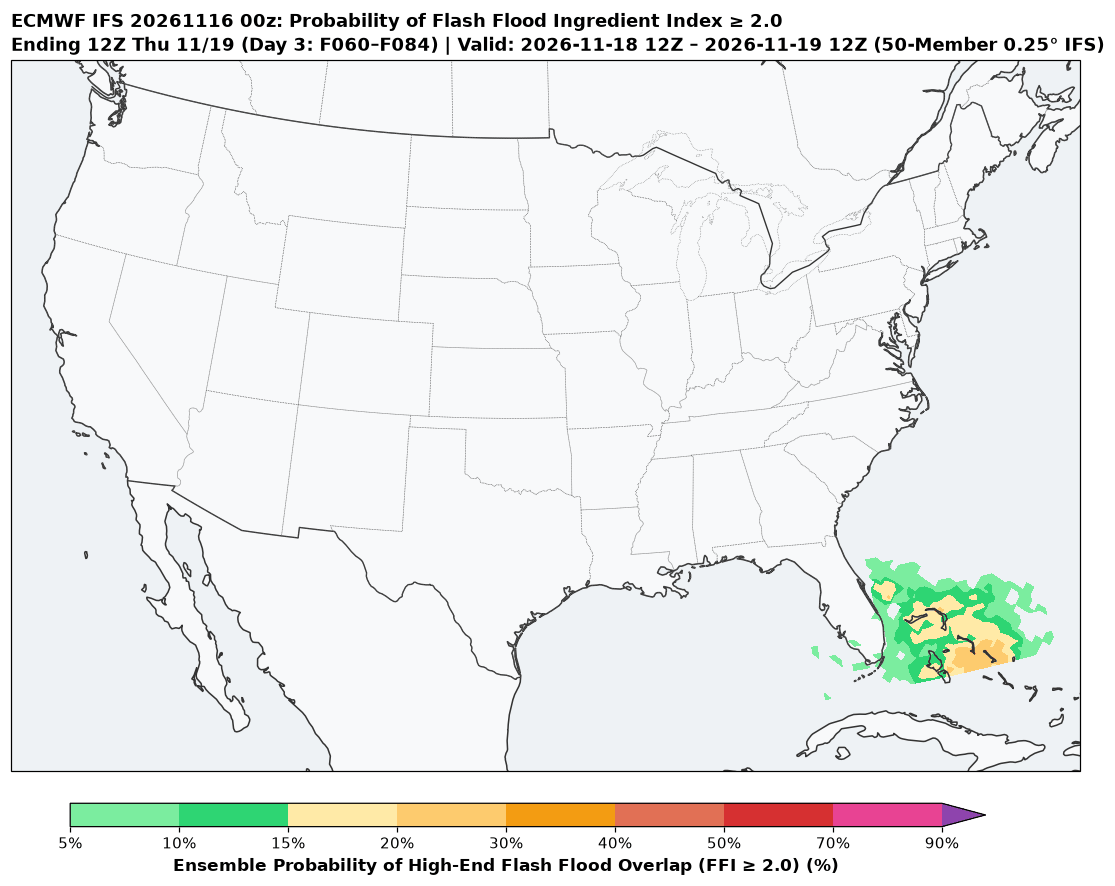 ECMWF IFS 20261116 00z: Probability of Flash Flood Ingredient Index ≥ 2.0
Ending 12Z Thu 11/19 (Day 3: F060–F084) | Valid: 2026-11-18 12Z – 2026-11-19 12Z (50-Member 0.25° IFS)
5% 10% 15% 20% 30% 40% 50% 70% 90%
Ensemble Probability of High-End Flash Flood Overlap (FFI ≥ 2.0) (%)